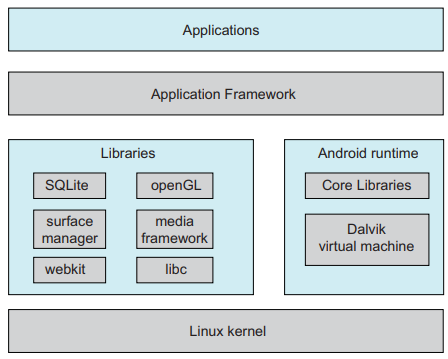 Applications
Application Framework
Libraries
SQLite
openGL
surface
manager
media
framework
webkit
libc
Android runtime
Core Libraries
Dalvik
virtual machine
Linux kernel